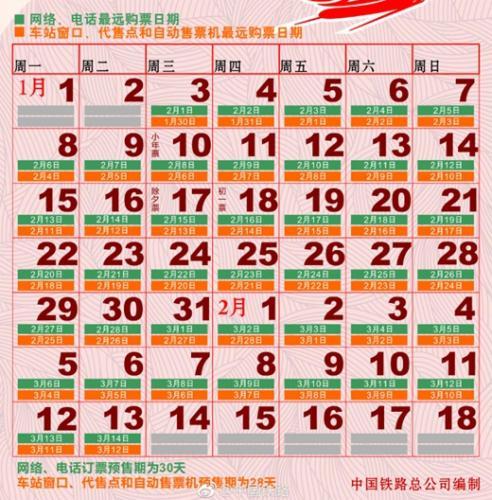 网络、电话最远购票日期
车站窗口、代售点和自动售票机最远购票日期
周一 周二 周三 周四 周五 周六 周日
1月 1 2 3 4 5 6 7
2月1日 2月2日 2月3日 2月4日 2月5日
1月30日 1月31日 2月1日 2月2日 2月3日
8 9 小年票 10 11 12 13 14
2月6日 2月7日 2月8日 2月9日 2月10日 2月11日 2月12日
2月4日 2月5日 2月6日 2月7日 2月8日 2月9日 2月10日
15 16 除夕票 17 初一票 18 19 20 21
2月13日 2月14日 2月15日 2月16日 2月17日 2月18日 2月19日
2月11日 2月12日 2月13日 2月14日 2月15日 2月16日 2月17日
22 23 24 25 26 27 28
2月20日 2月21日 2月22日 2月23日 2月24日 2月25日 2月26日
2月18日 2月19日 2月20日 2月21日 2月22日 2月23日 2月24日
29 30 31 2月 1 2 3 4
2月27日 2月28日 3月1日 3月2日 3月3日 3月4日 3月5日
2月25日 2月26日 2月27日 2月28日 3月1日 3月2日 3月3日
5 6 7 8 9 10 11
3月6日 3月7日 3月8日 3月9日 3月10日 3月11日 3月12日
3月4日 3月5日 3月6日 3月7日 3月8日 3月9日 3月10日
12 13 14 15 16 17 18
3月13日 3月14日
3月11日 3月12日
网络、电话订票预售期为30天
车站窗口、代售点和自动售票机预售期为28天
中国铁路总公司编制